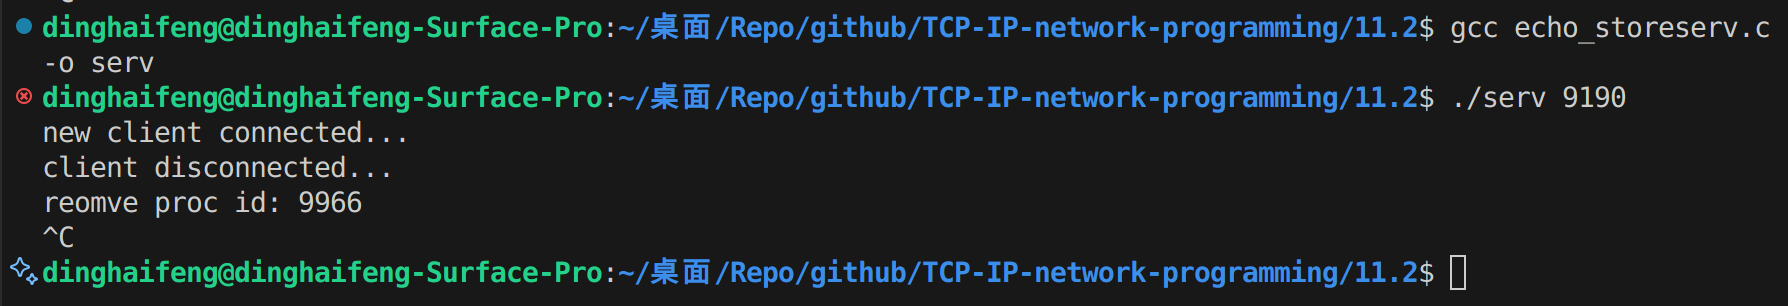 dinghaifeng@dinghaifeng-Surface-Pro:~/桌面/Repo/github/TCP-IP-network-programming/11.2$ gcc echo_storeserv.c
-o serv
dinghaifeng@dinghaifeng-Surface-Pro:~/桌面/Repo/github/TCP-IP-network-programming/11.2$ ./serv 9190
new client connected...
client disconnected...
reomve proc id: 9966
^C
dinghaifeng@dinghaifeng-Surface-Pro:~/桌面/Repo/github/TCP-IP-network-programming/11.2$